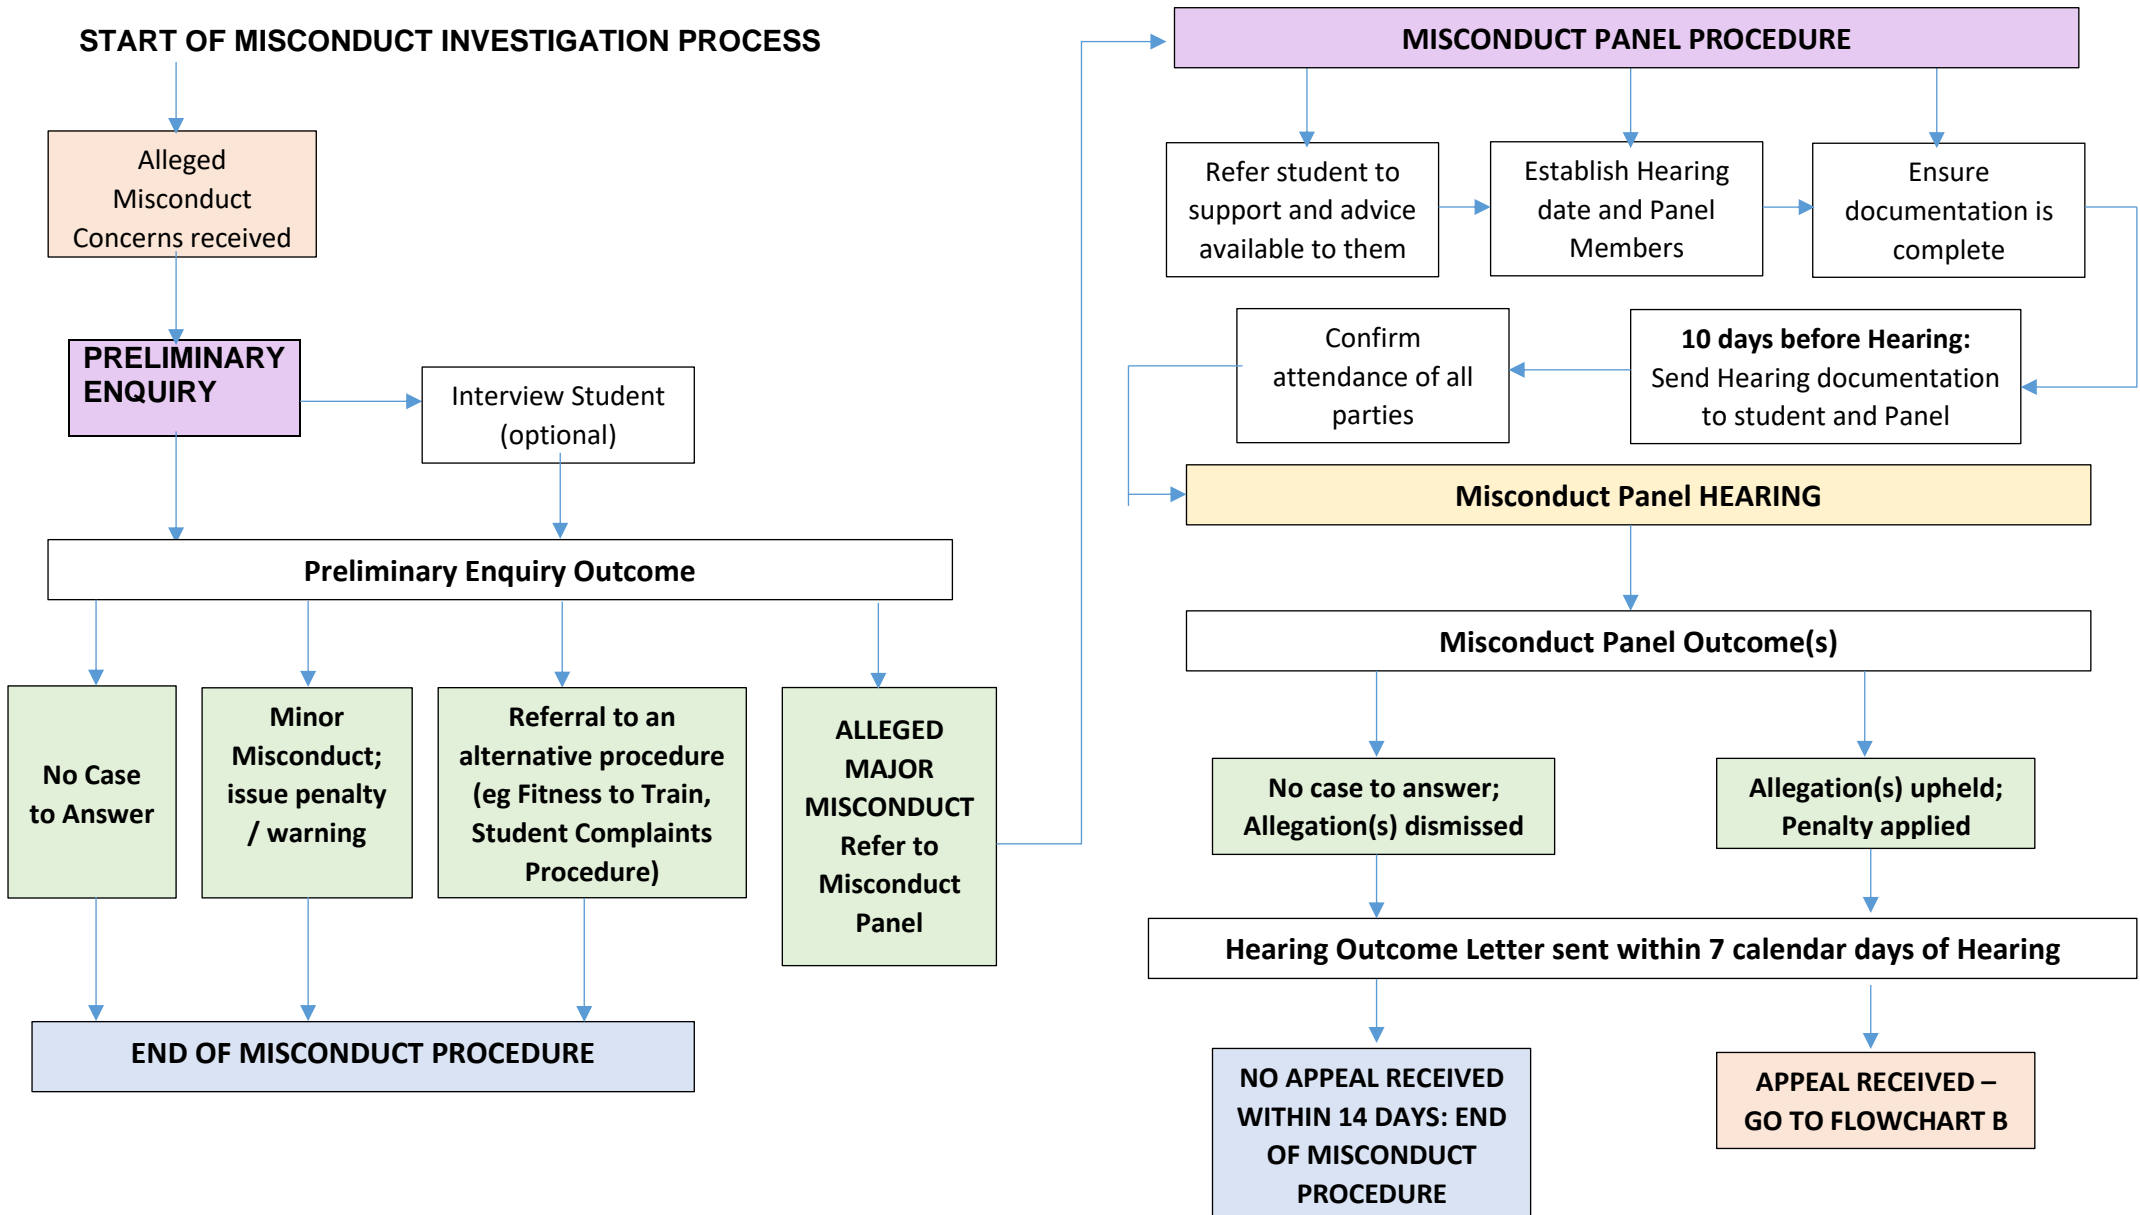 START OF MISCONDUCT INVESTIGATION PROCESS
Alleged
Misconduct
Concerns received
PRELIMINARY
ENQUIRY
Interview Student
(optional)
Preliminary Enquiry Outcome
No Case
to Answer
Minor
Misconduct;
issue penalty
/ warning
Referral to an
alternative procedure
(eg Fitness to Train,
Student Complaints
Procedure)
ALLEGED
MAJOR
MISCONDUCT
Refer to
Misconduct
Panel
END OF MISCONDUCT PROCEDURE
MISCONDUCT PANEL PROCEDURE
Refer student to
support and advice
available to them
Establish Hearing
date and Panel
Members
Ensure
documentation is
complete
10 days before Hearing:
Send Hearing documentation
to student and Panel
Confirm
attendance of all
parties
Misconduct Panel HEARING
Misconduct Panel Outcome(s)
No case to answer;
Allegation(s) dismissed
Allegation(s) upheld;
Penalty applied
Hearing Outcome Letter sent within 7 calendar days of Hearing
NO APPEAL RECEIVED
WITHIN 14 DAYS: END
OF MISCONDUCT
PROCEDURE
APPEAL RECEIVED –
GO TO FLOWCHART B